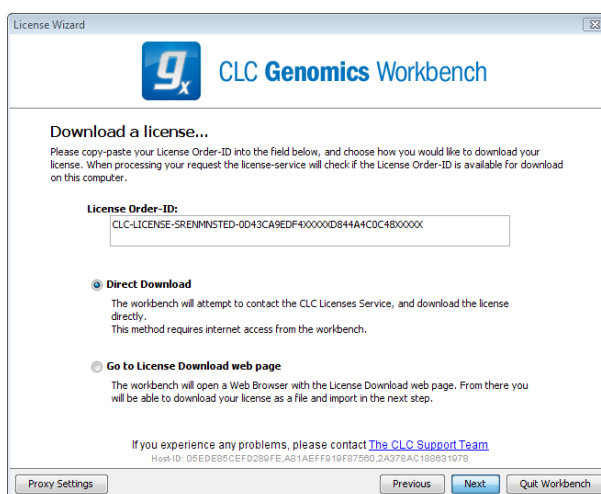 License Wizard
gx CLC Genomics Workbench
Download a license...
Please copy-paste your License Order-ID into the field below, and choose how you would like to download your
license. When processing your request the license-service will check if the License Order-ID is available for download
on this computer.
License Order-ID:
CLC-LICENSE-SRENMNSTED-0D43CA9EDF4XXXXXD844A4C0C48XXXXX
Direct Download
The workbench will attempt to contact the CLC Licenses Service, and download the license
directly.
This method requires internet access from the workbench.
Go to License Download web page
The workbench will open a Web Browser with the License Download web page. From there you
will be able to download your license as a file and import in the next step.
If you experience any problems, please contact The CLC Support Team
Host-ID: 05EDE85CEFD289FE,A81AEFF919F87560,2A378AC188631978
Proxy Settings Previous Next Quit Workbench